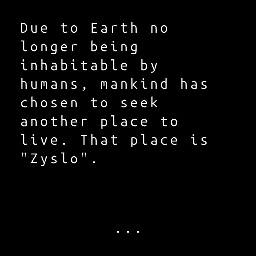 Due to Earth no
longer being
inhabitable by
humans, mankind has
chosen to seek
another place to
live. That place is
"Zyslo".
...